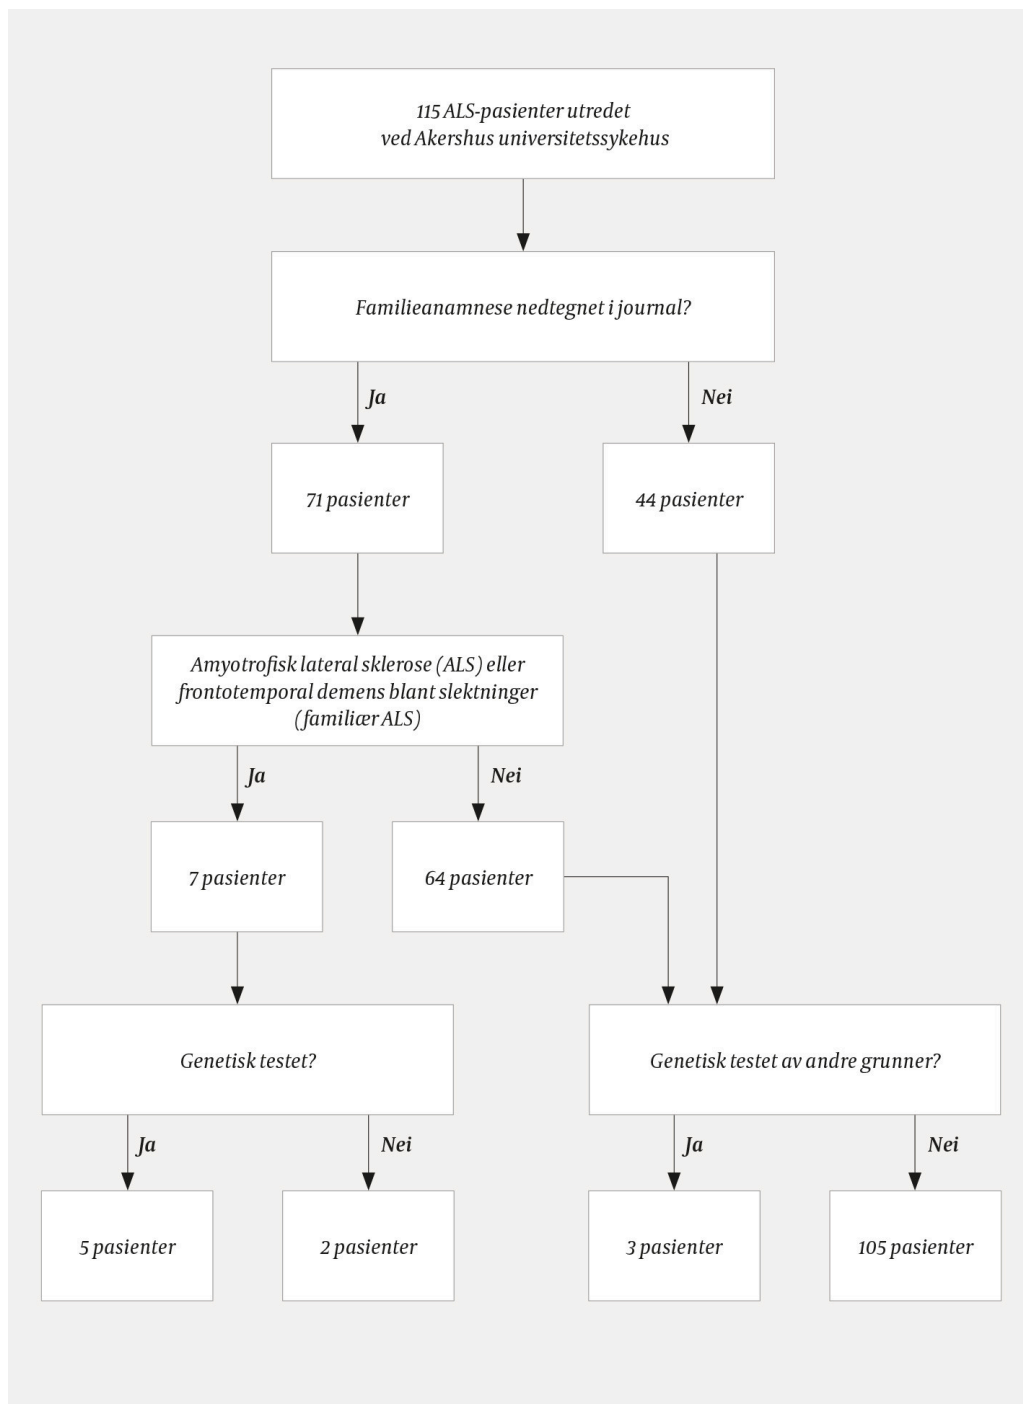 115 ALS-pasienter utredet
ved Akershus universitetssykehus
Familieanamnese nedtegnet i journal?
Ja
Nei
71 pasienter
44 pasienter
Amyotrofisk lateral sklerose (ALS) eller
frontotemporal demens blant slektninger
(familiær ALS)
Ja
Nei
7 pasienter
64 pasienter
Genetisk testet?
Genetisk testet av andre grunner?
Ja
Nei
Ja
Nei
5 pasienter
2 pasienter
3 pasienter
105 pasienter